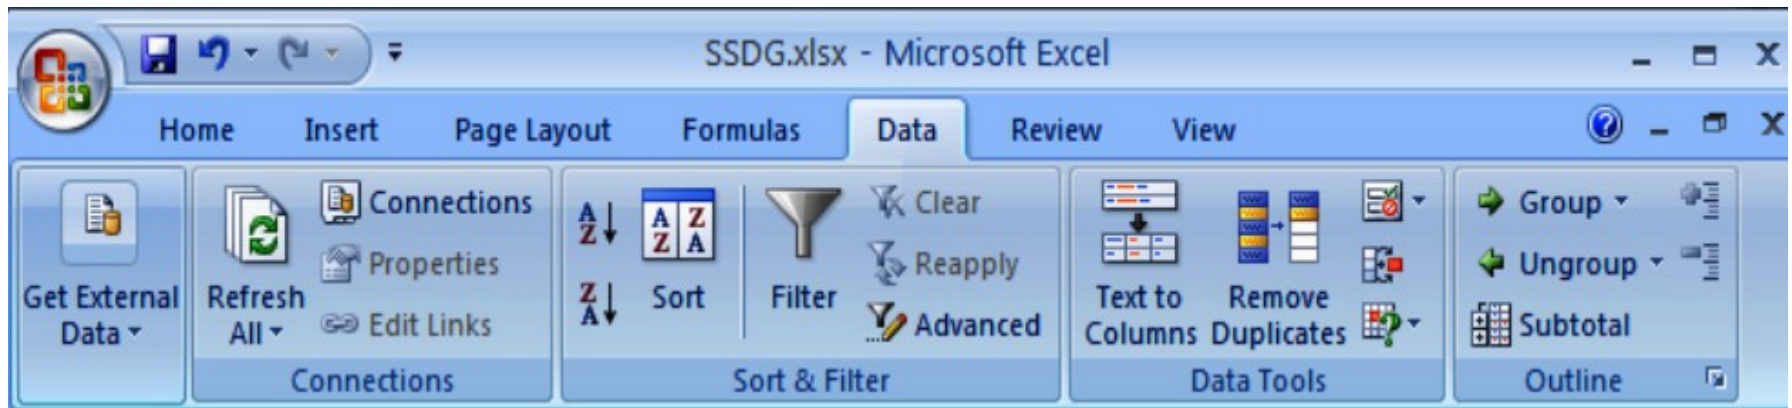 SSDG.xlsx - Microsoft Excel
Home Insert Page Layout Formulas Data Review View
Get External
Data
Refresh
All
Connections
Properties
Edit Links
Connections
A
Z
Z
A
A Z
Z A
Sort
Filter
Clear
Reapply
Advanced
Sort & Filter
Text to
Columns
Remove
Duplicates
Data Tools
Group
Ungroup
Subtotal
Outline